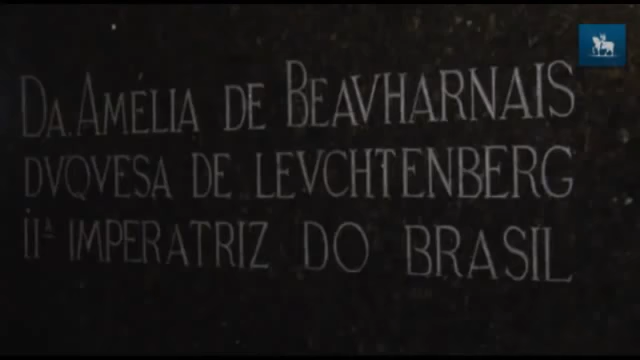 DA. AMÉLIA DE BEAVHARNAIS
DVQVESA DE LEVCHTENBERG
IIª IMPERATRIZ DO BRASIL